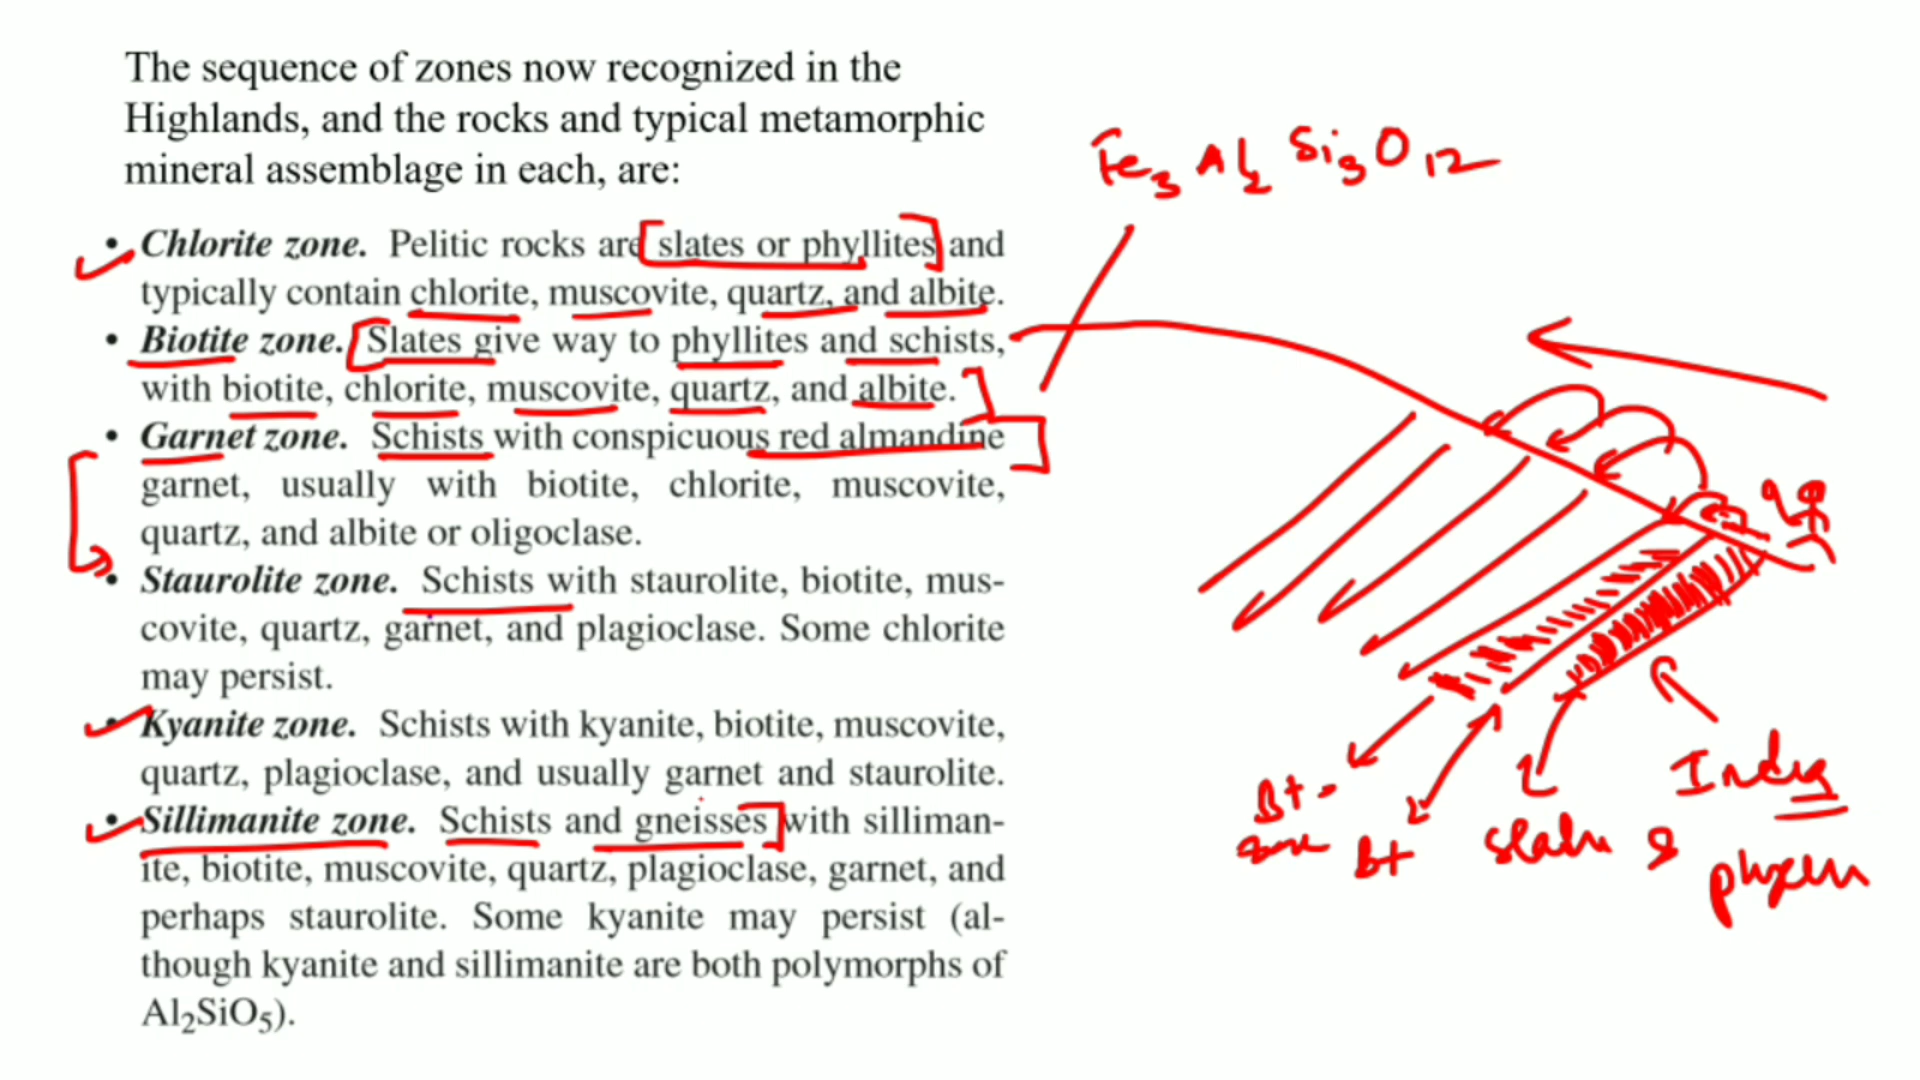 The sequence of zones now recognized in the
Highlands, and the rocks and typical metamorphic
mineral assemblage in each, are:
• Chlorite zone. Pelitic rocks are slates or phyllites and
typically contain chlorite, muscovite, quartz, and albite.
• Biotite zone. Slates give way to phyllites and schists,
with biotite, chlorite, muscovite, quartz, and albite.
• Garnet zone. Schists with conspicuous red almandine
garnet, usually with biotite, chlorite, muscovite,
quartz, and albite or oligoclase.
• Staurolite zone. Schists with staurolite, biotite, mus-
covite, quartz, garnet, and plagioclase. Some chlorite
may persist.
• Kyanite zone. Schists with kyanite, biotite, muscovite,
quartz, plagioclase, and usually garnet and staurolite.
• Sillimanite zone. Schists and gneisses with silliman-
ite, biotite, muscovite, quartz, plagioclase, garnet, and
perhaps staurolite. Some kyanite may persist (al-
though kyanite and sillimanite are both polymorphs of
Al₂SiO₅).
Fe₃ Al₂ Si₃O₁₂
Bt
zone
Bt